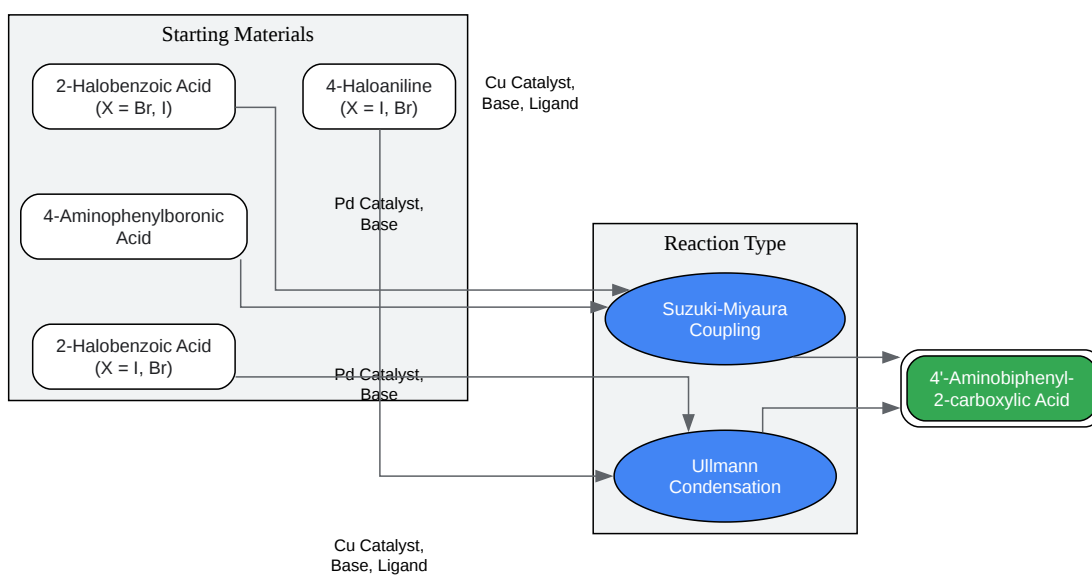 Starting Materials
2-Halobenzoic Acid
(X = Br, I)
4-Haloaniline
(X = I, Br)
Cu Catalyst,
Base, Ligand
4-Aminophenylboronic
Acid
Pd Catalyst,
Base
Reaction Type
Suzuki-Miyaura
Coupling
2-Halobenzoic Acid
(X = I, Br)
Pd Catalyst,
Base
4'-Aminobiphenyl-
2-carboxylic Acid
Ullmann
Condensation
Cu Catalyst,
Base, Ligand